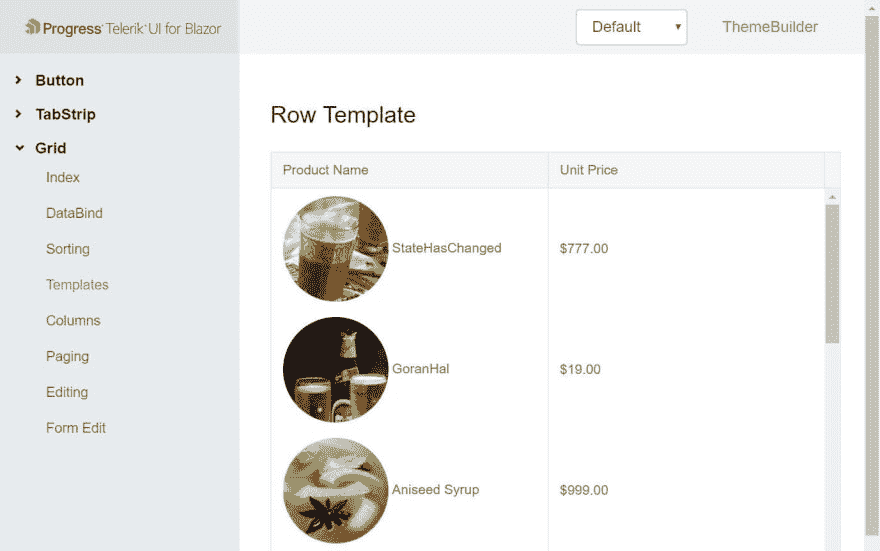 Progress Telerik UI for Blazor
Default
ThemeBuilder
Button
TabStrip
Grid
Index
DataBind
Sorting
Templates
Columns
Paging
Editing
Form Edit
Row Template
Product Name Unit Price
StateHasChanged $777.00
GoranHal $19.00
Aniseed Syrup $999.00